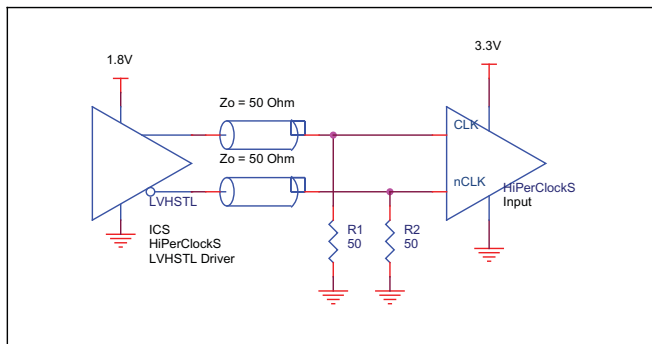 1.8V
3.3V
Zo = 50 Ohm
CLK
Zo = 50 Ohm
nCLK
LVHSTL
HiPerClockS
Input
ICS
HiPerClockS
LVHSTL Driver
R1
50
R2
50